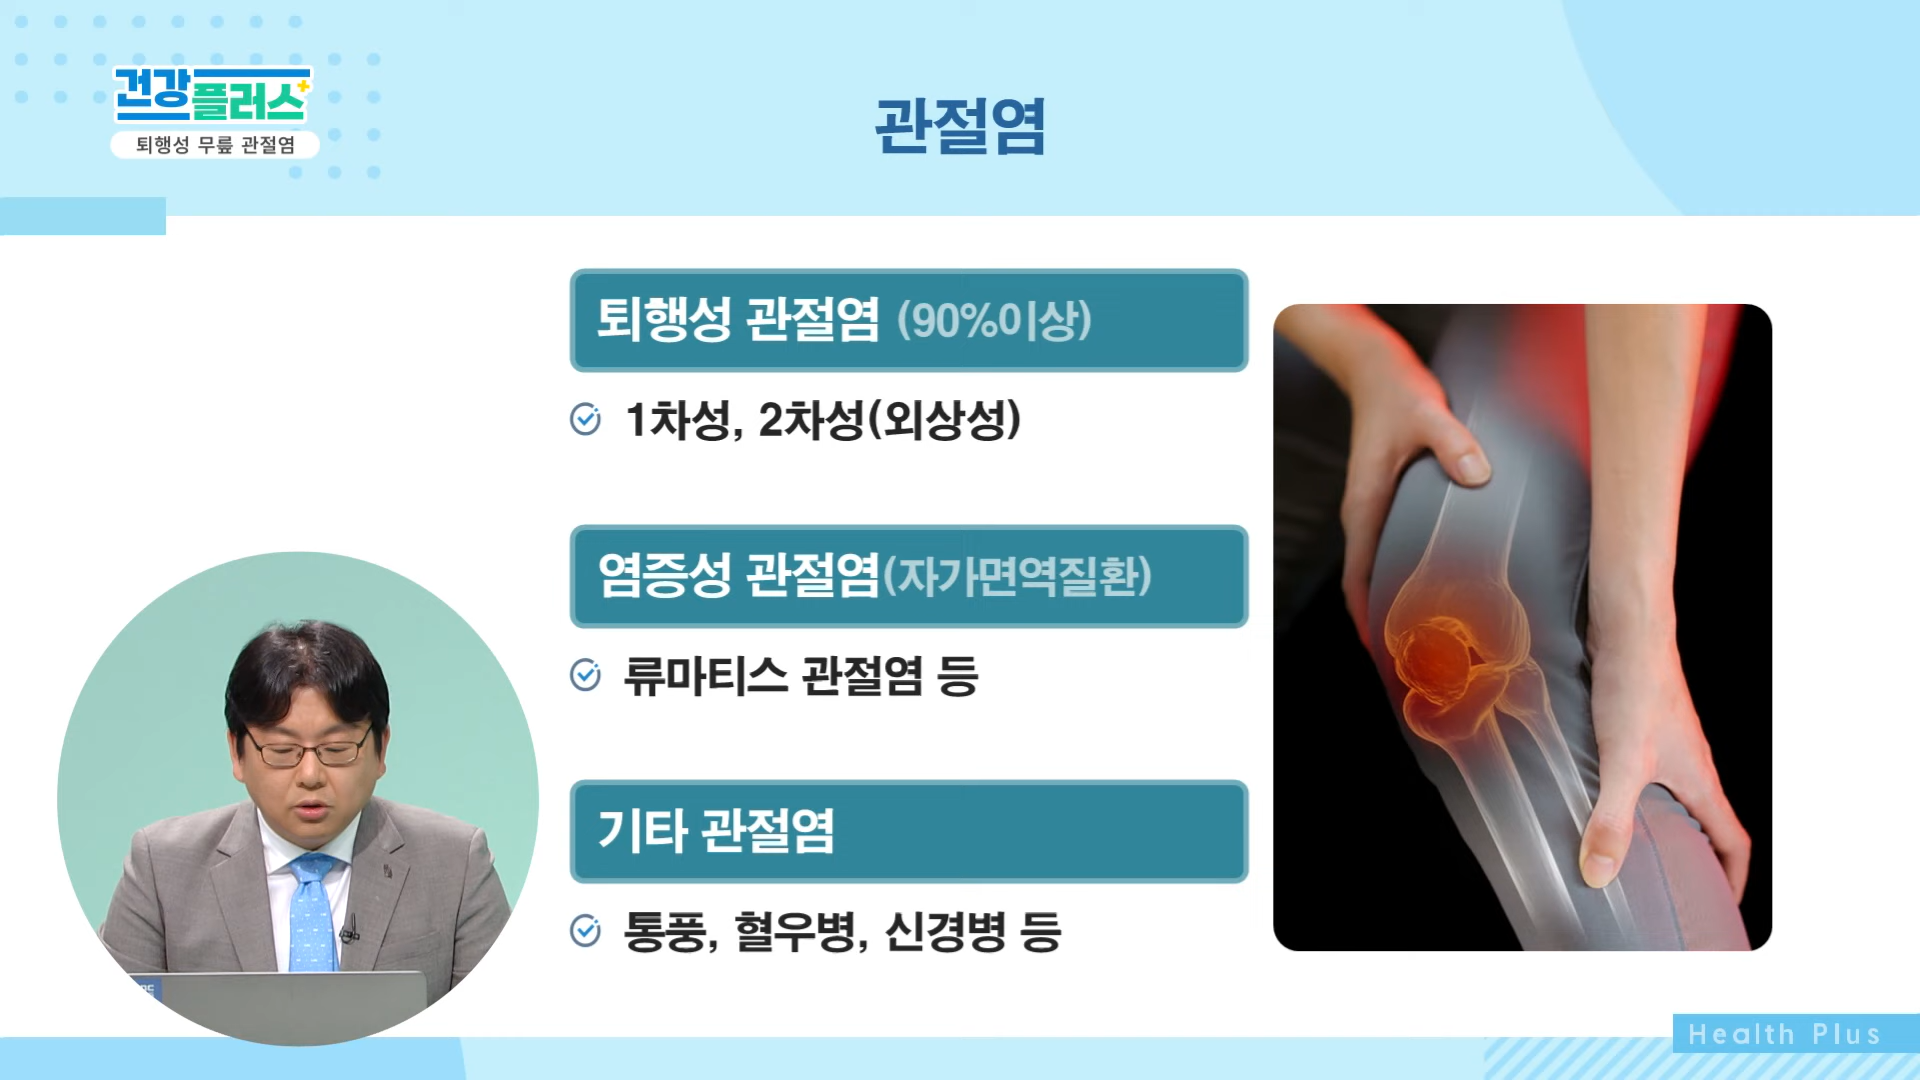 건강플러스+
퇴행성 무릎 관절염
관절염
퇴행성 관절염 (90%이상)
1차성, 2차성(외상성)
염증성 관절염(자가면역질환)
류마티스 관절염 등
기타 관절염
통풍, 혈우병, 신경병 등
Health Plus